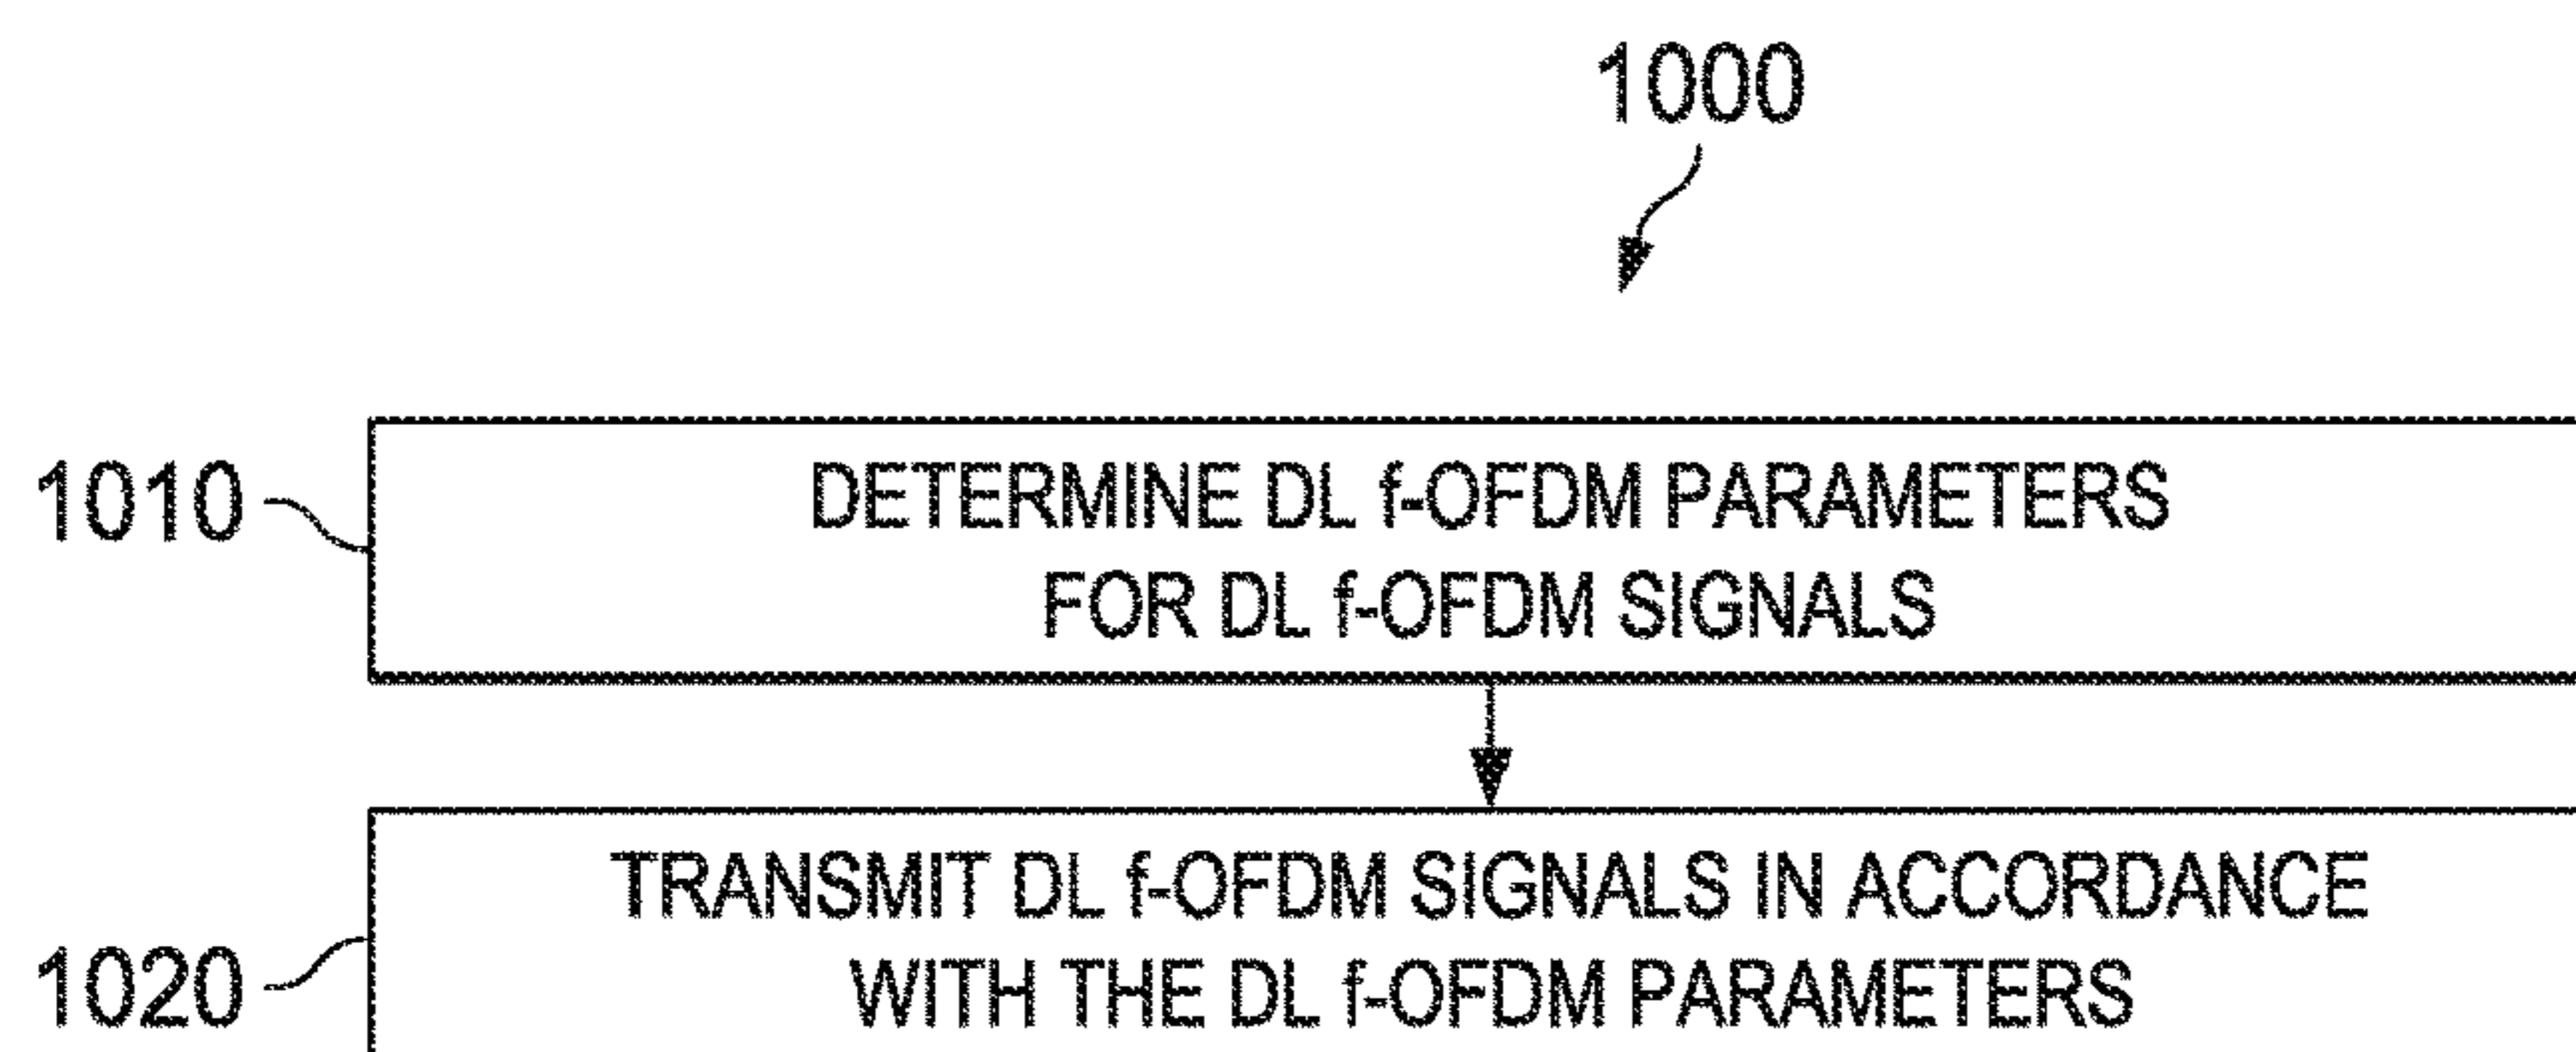 1000
1010
DETERMINE DL f-OFDM PARAMETERS
FOR DL f-OFDM SIGNALS
TRANSMIT DL f-OFDM SIGNALS IN ACCORDANCE
1020
WITH THE DL f-OFDM PARAMETERS